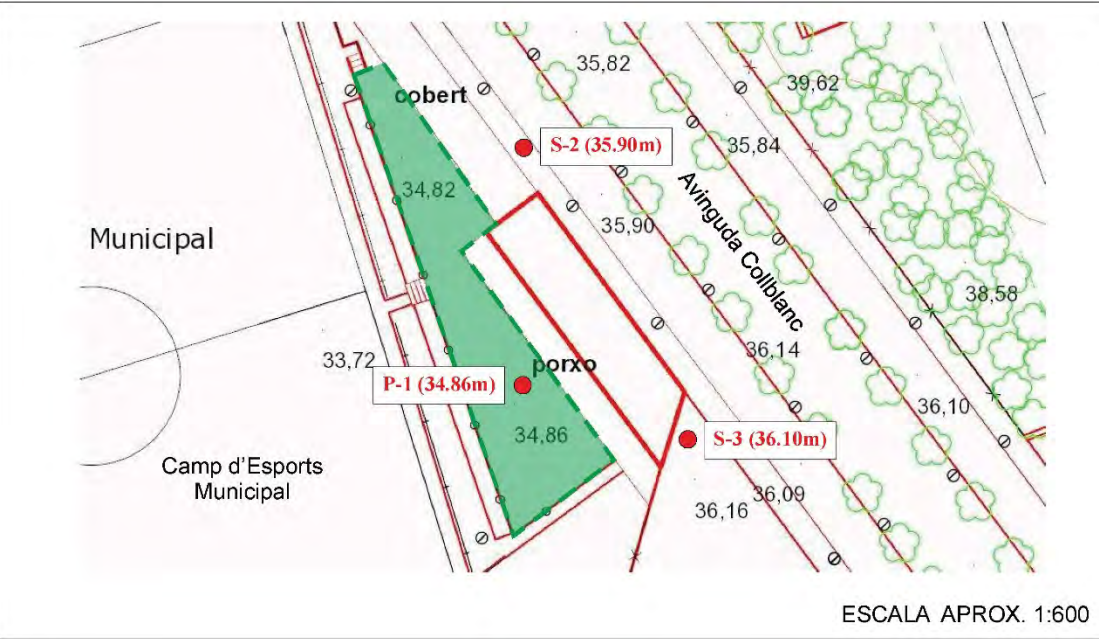 35,82
39,62
cobert
S-2 (35.90m)
35,84
34,82
Avinguda Collblanc
35,90
Municipal
38,58
36,14
33,72
porxo
P-1 (34.86m)
36,10
34,86
S-3 (36.10m)
Camp d'Esports
Municipal
36,09
36,16
ESCALA APROX. 1:600